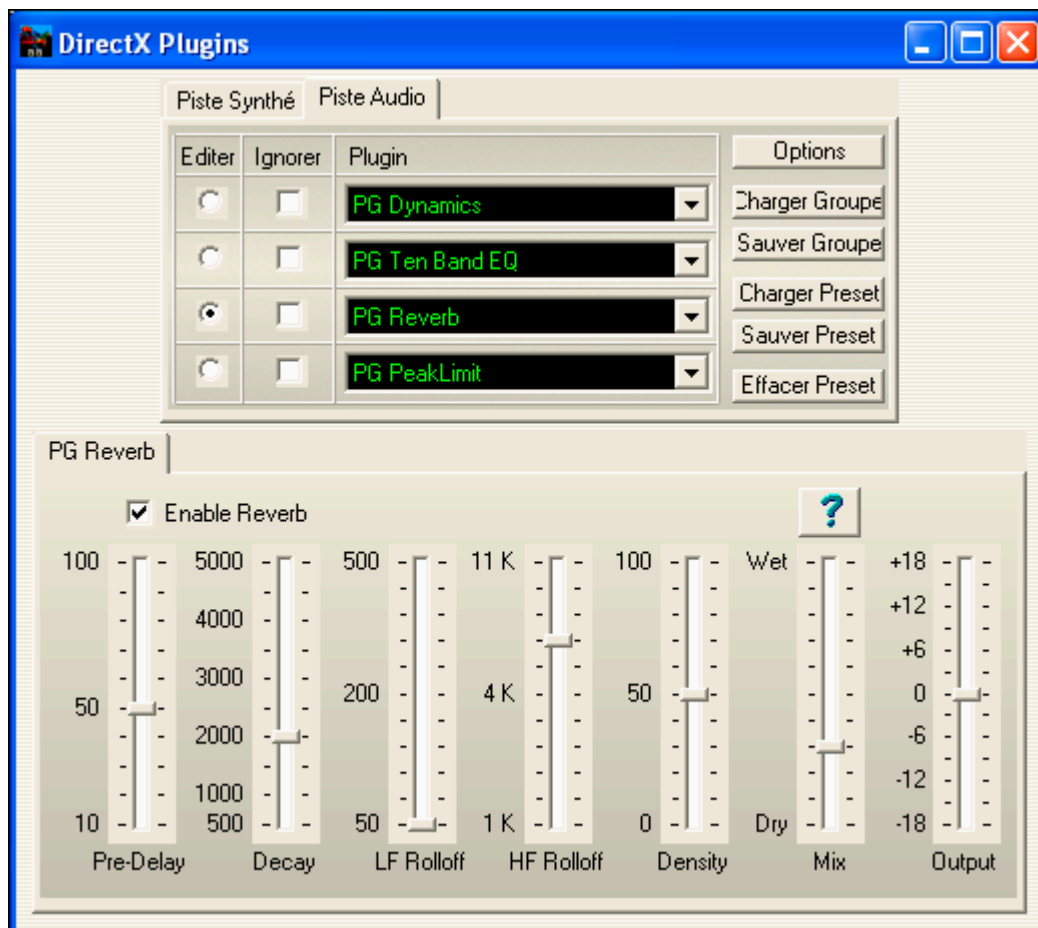 DirectX Plugins
Piste Synthé Piste Audio
Editer Ignorer Plugin Options
PG Dynamics Charger Groupe
PG Ten Band EQ Sauver Groupe
PG Reverb Charger Preset
Sauver Preset
PG PeakLimit Effacer Preset
PG Reverb
Enable Reverb ?
100 5000 500 11 K 100 Wet +18
4000 +12
3000 +6
50 200 4 K 50 0
2000 -6
1000 -12
10 500 50 1 K 0 Dry -18
Pre-Delay Decay LF Rolloff HF Rolloff Density Mix Output